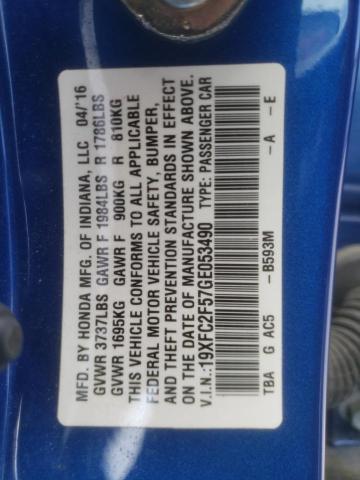 MFD. BY HONDA MFG. OF INDIANA, LLC 04/'16
GVWR 3737LBS GAWR F 1984LBS R 1786LBS
GVWR 1695KG GAWR F 900KG R 810KG
THIS VEHICLE CONFORMS TO ALL APPLICABLE
FEDERAL MOTOR VEHICLE SAFETY, BUMPER,
AND THEFT PREVENTION STANDARDS IN EFFECT
ON THE DATE OF MANUFACTURE SHOWN ABOVE.
V.I.N.:19XFC2F57GE053490 TYPE: PASSENGER CAR
TBA G AC5 -B593M -A -E